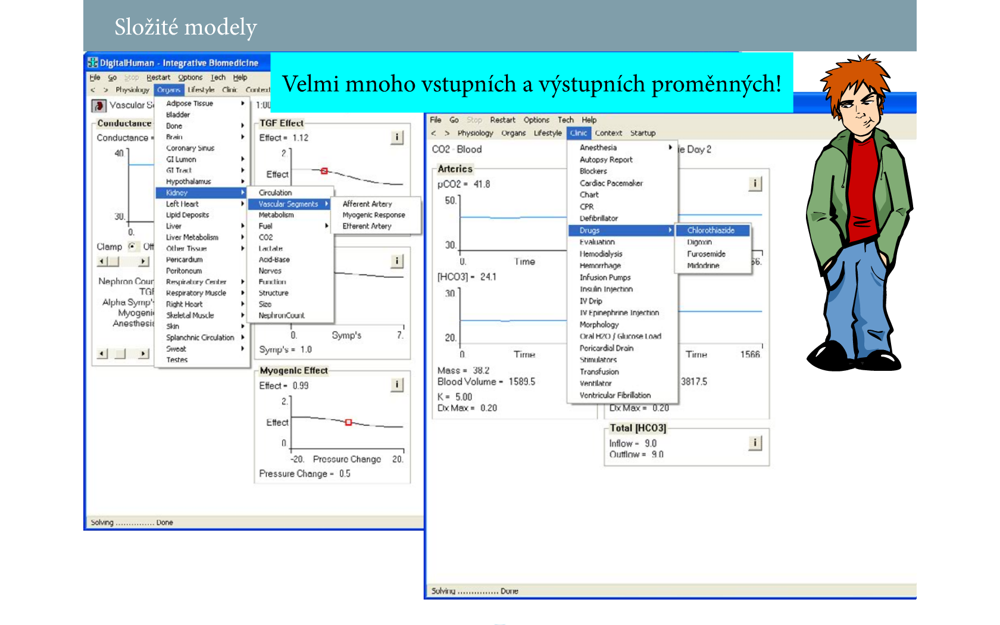 Složité modely
DigitalHuman - Integrative Biomedicine
Velmi mnoho vstupních a výstupních proměnných!
File Go Stop Restart Options Tech Help
< > Physiology Organs Lifestyle Clinic Context
Vascular S
1:00
Conductance
Conductance =
40.
30.
0.
Clamp Off
Nephron Coun
TGF
Alpha Symp'
Myogeni
Anesthesia
Adipose Tissue
Bladder
Bone
Brain
Coronary Sinus
GI Lumen
GI Tract
Hypothalamus
Kidney
Left Heart
Lipid Deposits
Liver
Liver Metabolism
Other Tissue
Pericardium
Peritoneum
Respiratory Center
Respiratory Muscle
Right Heart
Skeletal Muscle
Skin
Splanchnic Circulation
Sweat
Testes
Circulation
Vascular Segments
Metabolism
Fuel
CO2
Lactate
Acid-Base
Nerves
Function
Structure
Size
NephronCount
Afferent Artery
Myogenic Response
Efferent Artery
TGF Effect
Effect = 1.12
i
2
Effect
i
0. Symp's 7.
Symp's = 1.0
Myogenic Effect
Effect = 0.99
i
2.
Effect
0.
-20. Pressure Change 20.
Pressure Change = 0.5
Solving ............... Done
File Go Stop Restart Options Tech Help
< > Physiology Organs Lifestyle Clinic Context Startup
CO2 - Blood
le Day 2
Arteries
pCO2 = 41.8
50.
30.
0. Time
[HCO3] = 24.1
30.
20.
0. Time
Mass = 38.2
Blood Volume = 1589.5
K = 5.00
Dx Max = 0.20
Anesthesia
Autopsy Report
Blockers
Cardiac Pacemaker
Chart
CPR
Defibrillator
Drugs
Evaluation
Hemodialysis
Hemorrhage
Infusion Pumps
Insulin Injection
IV Drip
IV Epinephrine Injection
Morphology
Oral H2O / Glucose Load
Pericardial Drain
Stimulators
Transfusion
Ventilator
Ventricular Fibrillation
Chlorothiazide
Digoxin
Furosemide
Midodrine
i
66.
Time 1566
3817.5
Dx Max = 0.20
Total [HCO3]
Inflow = 9.0
i
Outflow = 9.0
Solving ............... Done